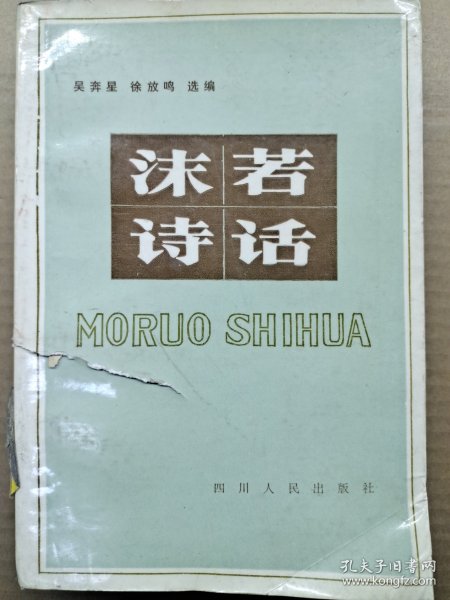 吴奔星 徐放鸣 选编
沫若
诗话
MORUO SHIHUA
四川人民出版社
孔夫子旧书网
www.kongfz.com